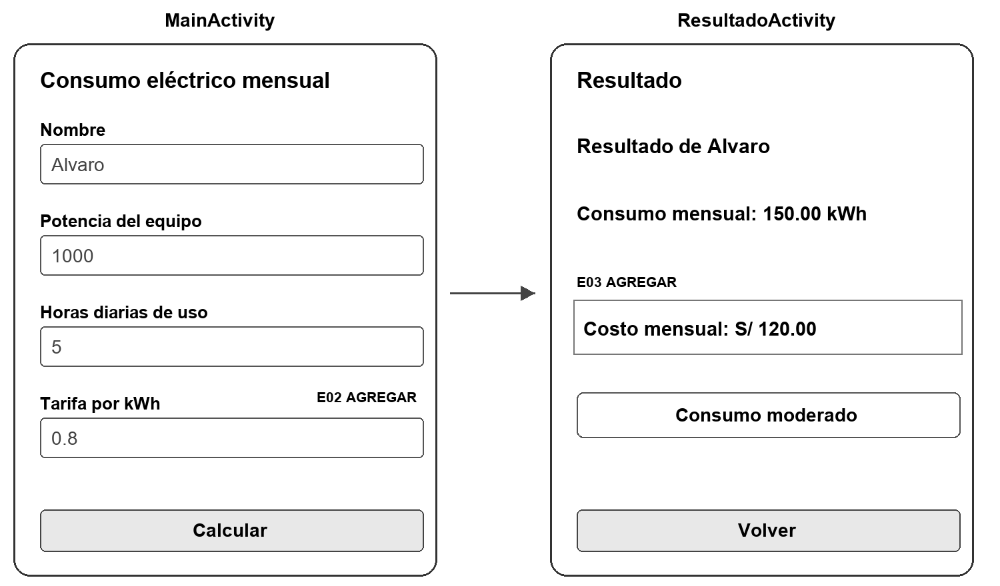 MainActivity
Consumo eléctrico mensual
Nombre
Alvaro
Potencia del equipo
1000
Horas diarias de uso
5
Tarifa por kWh
E02 AGREGAR
0.8
Calcular
ResultadoActivity
Resultado
Resultado de Alvaro
Consumo mensual: 150.00 kWh
E03 AGREGAR
Costo mensual: S/ 120.00
Consumo moderado
Volver